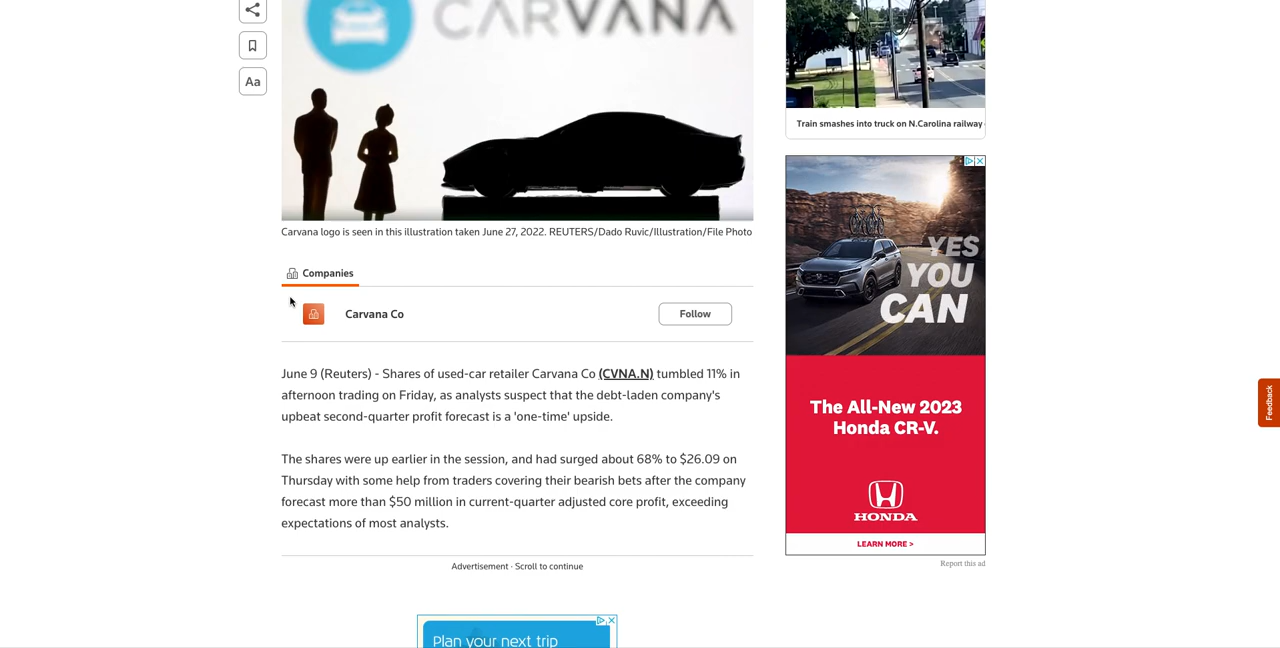 CARVANA
Aa
Train smashes into truck on N.Carolina railway
Carvana logo is seen in this illustration taken June 27, 2022. REUTERS/Dado Ruvic/Illustration/File Photo
Companies
Carvana Co
Follow
June 9 (Reuters) - Shares of used-car retailer Carvana Co (CVNA.N) tumbled 11% in
afternoon trading on Friday, as analysts suspect that the debt-laden company's
upbeat second-quarter profit forecast is a 'one-time' upside.
The shares were up earlier in the session, and had surged about 68% to $26.09 on
Thursday with some help from traders covering their bearish bets after the company
forecast more than $50 million in current-quarter adjusted core profit, exceeding
expectations of most analysts.
Advertisement · Scroll to continue
Plan your next trip
YES
YOU
CAN
The All-New 2023
Honda CR-V.
HONDA
LEARN MORE >
Report this ad
Feedback